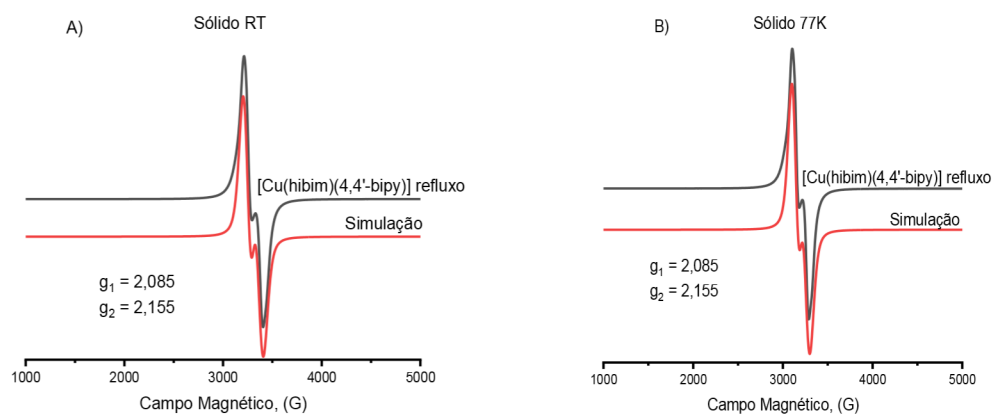 A)
Sólido RT
[Cu(hibim)(4,4'-bipy)] refluxo
Simulação
g₁ = 2,085
g₂ = 2,155
1000 2000 3000 4000 5000
Campo Magnético, (G)
B)
Sólido 77K
[Cu(hibim)(4,4'-bipy)] refluxo
Simulação
g₁ = 2,085
g₂ = 2,155
1000 2000 3000 4000 5000
Campo Magnético, (G)